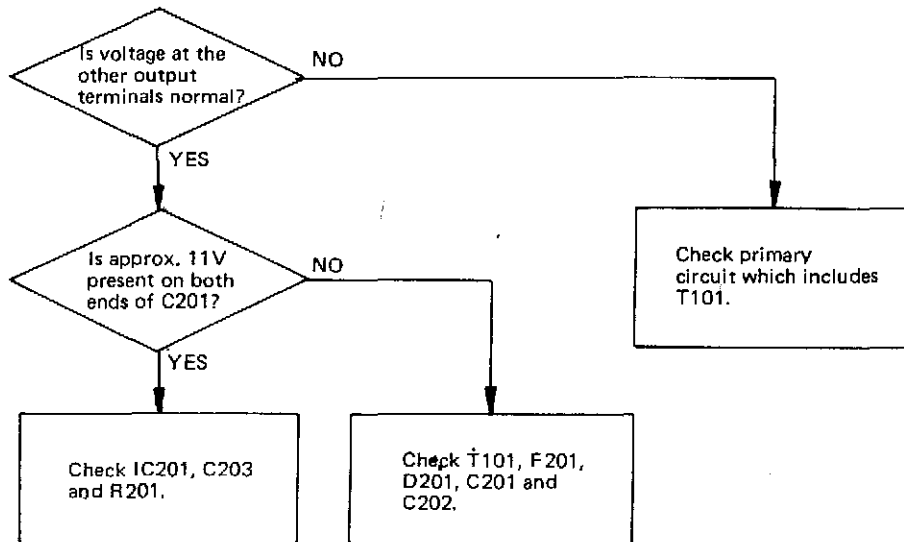 Is voltage at the
other output
terminals normal?
NO
YES
Is approx. 11V
present on both
ends of C201?
NO
YES
Check primary
circuit which includes
T101.
Check IC201, C203
and R201.
Check T101, F201,
D201, C201 and
C202.